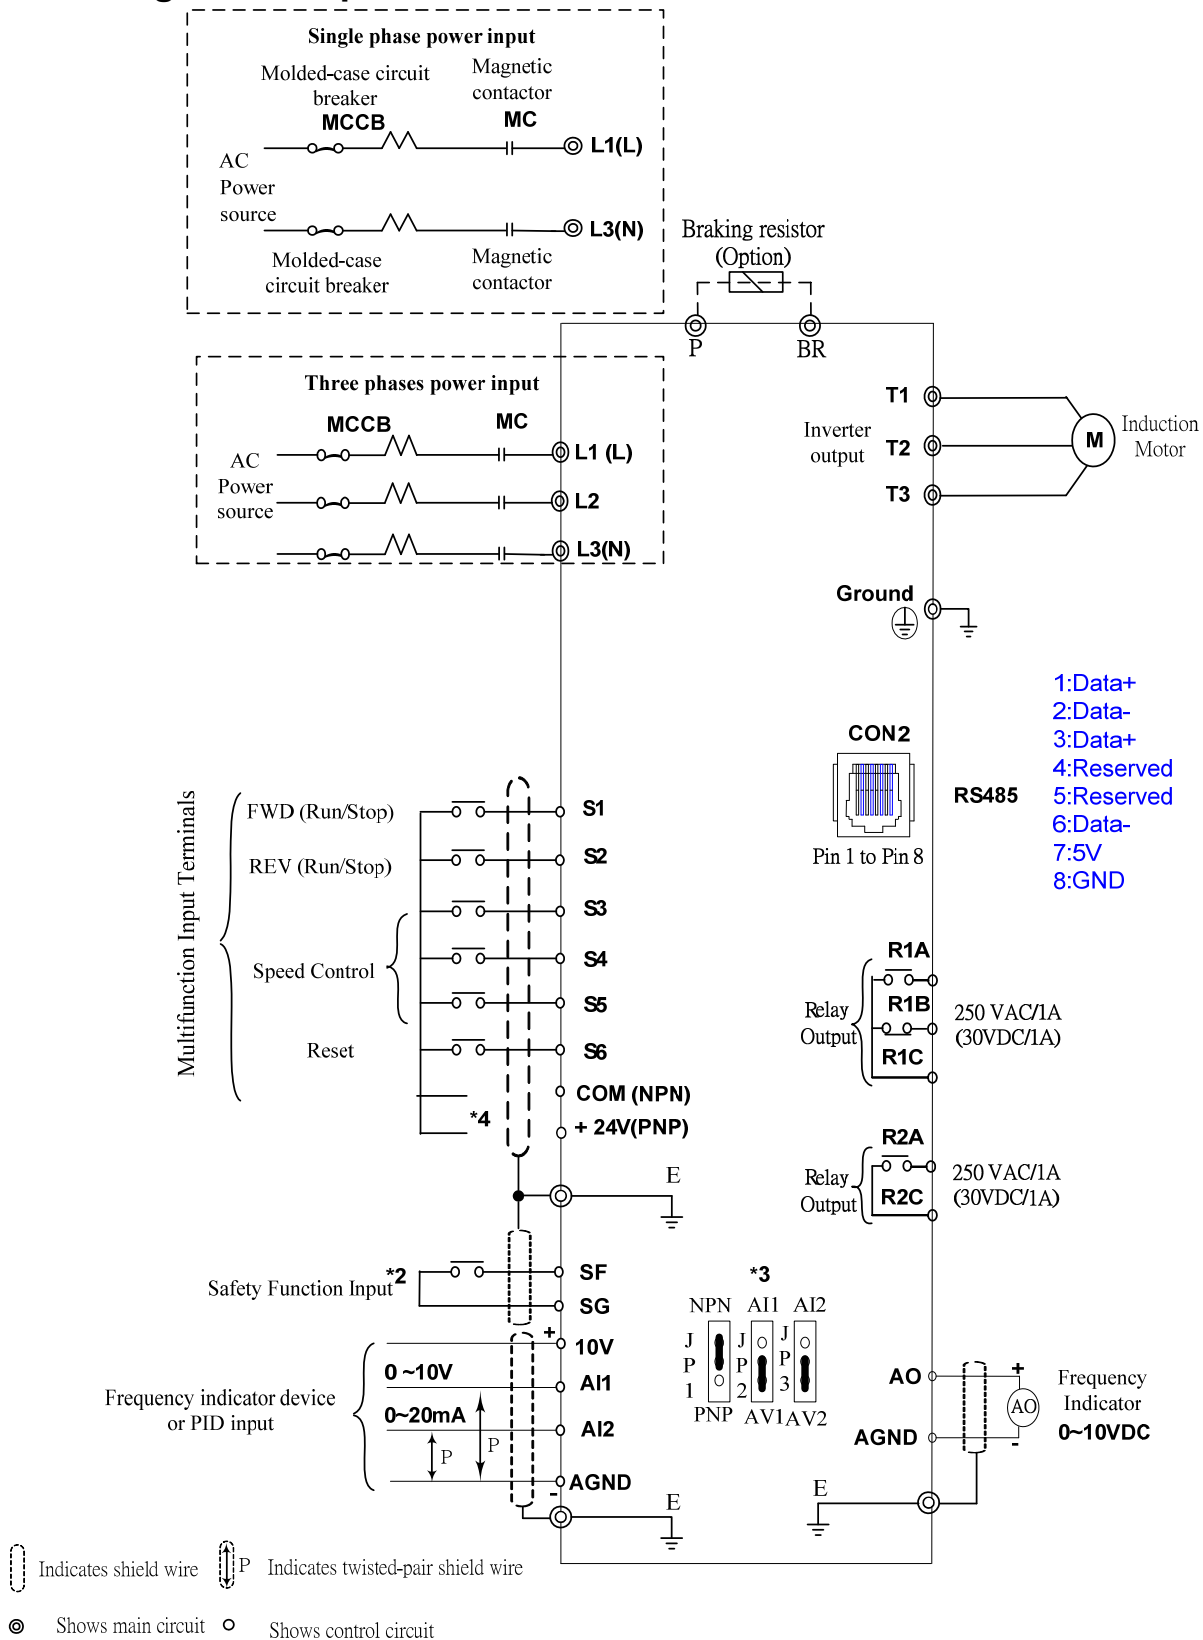 Single phase power input
Molded-case circuit
breaker
MCCB
Magnetic
contactor
MC
L1(L)
AC
Power
source
L3(N)
Molded-case
circuit breaker
Magnetic
contactor
Braking resistor
(Option)
P
BR
Three phases power input
MCCB
MC
L1 (L)
AC
Power
source
L2
L3(N)
T1
Inverter
output
T2
T3
M
Induction
Motor
Ground
CON2
RS485
Pin 1 to Pin 8
1:Data+
2:Data-
3:Data+
4:Reserved
5:Reserved
6:Data-
7:5V
8:GND
Multifunction Input Terminals
FWD (Run/Stop)
S1
REV (Run/Stop)
S2
S3
Speed Control
S4
S5
Reset
S6
COM (NPN)
*4
+ 24V(PNP)
E
Relay
Output
R1A
R1B
R1C
250 VAC/1A
(30VDC/1A)
Relay
Output
R2A
R2C
250 VAC/1A
(30VDC/1A)
Safety Function Input
*2
SF
SG
*3
NPN AI1 AI2
J
P
1
J
P
2
J
P
3
PNP AV1 AV2
Frequency indicator device
or PID input
+
10V
0 ~10V
AI1
0~20mA
AI2
P
P
AGND
-
E
AO
+
AO
AGND
-
Frequency
Indicator
0~10VDC
E
Indicates shield wire
P
Indicates twisted-pair shield wire
Shows main circuit
Shows control circuit